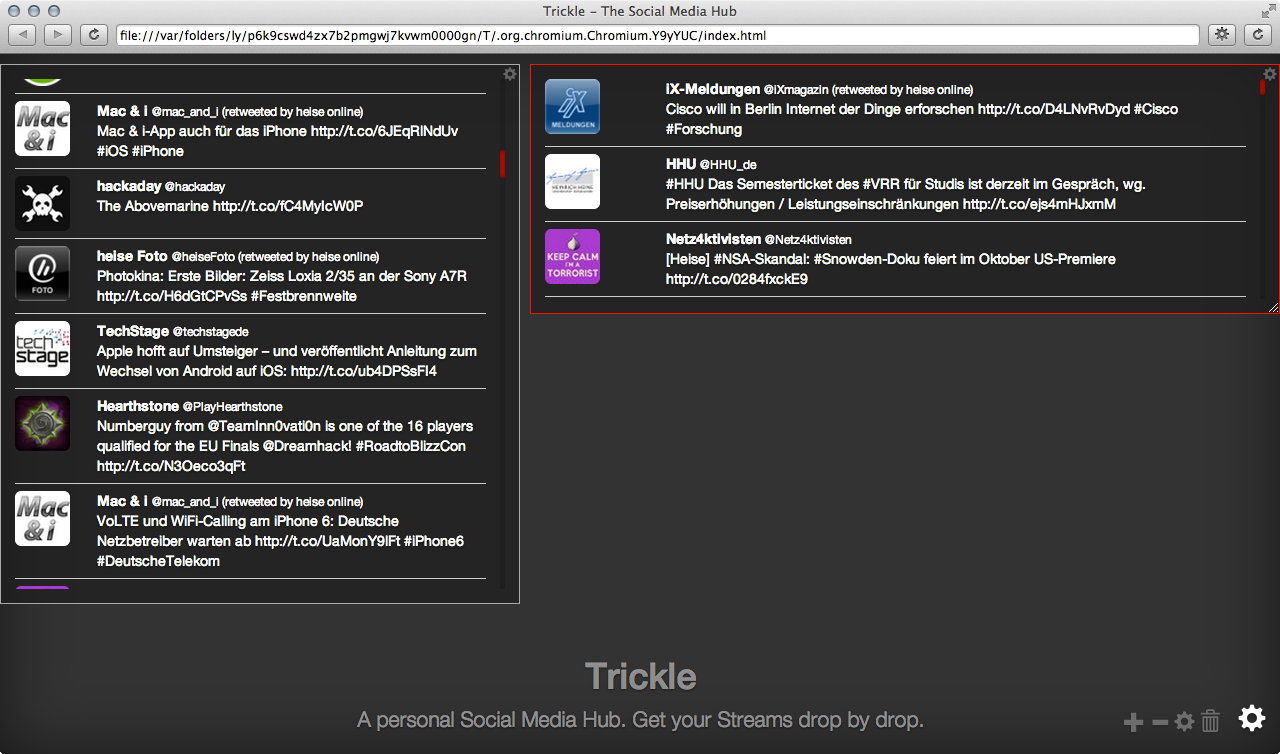 Trickle – The Social Media Hub
file:///var/folders/ly/p6k9cswd4zx7b2pmgwj7kvwm0000gn/T/.org.chromium.Chromium.Y9yYUC/index.html
Mac & i
Mac & i @mac_and_i (retweeted by heise online)
Mac & i-App auch für das iPhone http://t.co/6JEqRlNdUv
#iOS #iPhone
hackaday @hackaday
The Abovemarine http://t.co/fC4MyIcW0P
FOTO
heise Foto @heiseFoto (retweeted by heise online)
Photokina: Erste Bilder: Zeiss Loxia 2/35 an der Sony A7R
http://t.co/H6dGtCPvSs #Festbrennweite
tech stage
TechStage @techstagede
Apple hofft auf Umsteiger – und veröffentlicht Anleitung zum
Wechsel von Android auf iOS: http://t.co/ub4DPSsFI4
Hearthstone @PlayHearthstone
Numberguy from @TeamInn0vati0n is one of the 16 players
qualified for the EU Finals @Dreamhack! #RoadtoBlizzCon
http://t.co/N3Oeco3qFt
Mac & i
Mac & i @mac_and_i (retweeted by heise online)
VoLTE und WiFi-Calling am iPhone 6: Deutsche
Netzbetreiber warten ab http://t.co/UaMonY9lFt #iPhone6
#DeutscheTelekom
iX
MELDUNGEN
iX-Meldungen @iXmagazin (retweeted by heise online)
Cisco will in Berlin Internet der Dinge erforschen http://t.co/D4LNvRvDyd #Cisco
#Forschung
HEINRICH HEINE
HHU @HHU_de
#HHU Das Semesterticket des #VRR für Studis ist derzeit im Gespräch, wg.
Preiserhöhungen / Leistungseinschränkungen http://t.co/ejs4mHJxmM
KEEP CALM
I'M A
TORRORIST
Netz4ktivisten @Netz4ktivisten
[Heise] #NSA-Skandal: #Snowden-Doku feiert im Oktober US-Premiere
http://t.co/0284fxckE9
Trickle
A personal Social Media Hub. Get your Streams drop by drop.